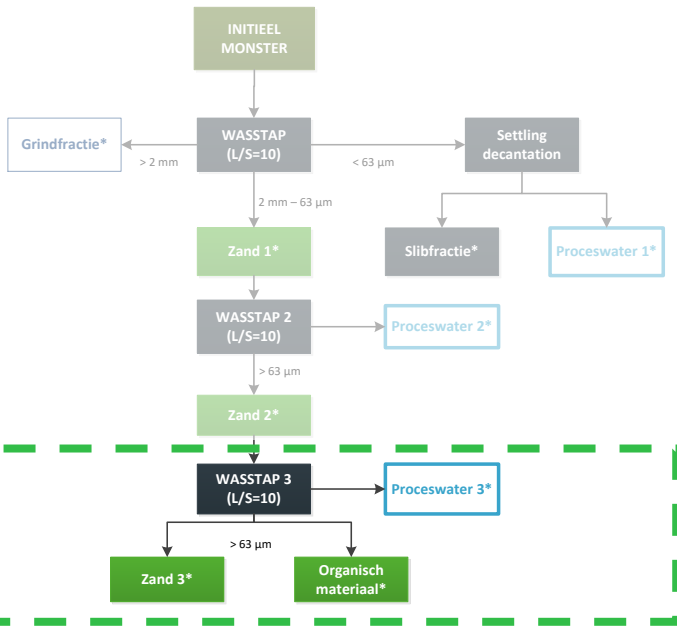 INITIEEL
MONSTER
Grindfractie*
> 2 mm
WASSTAP
(L/S=10)
< 63 µm
Settling
decantation
2 mm – 63 µm
Zand 1*
Slibfractie*
Proceswater 1*
WASSTAP 2
(L/S=10)
Proceswater 2*
> 63 µm
Zand 2*
WASSTAP 3
(L/S=10)
Proceswater 3*
> 63 µm
Zand 3*
Organisch
materiaal*